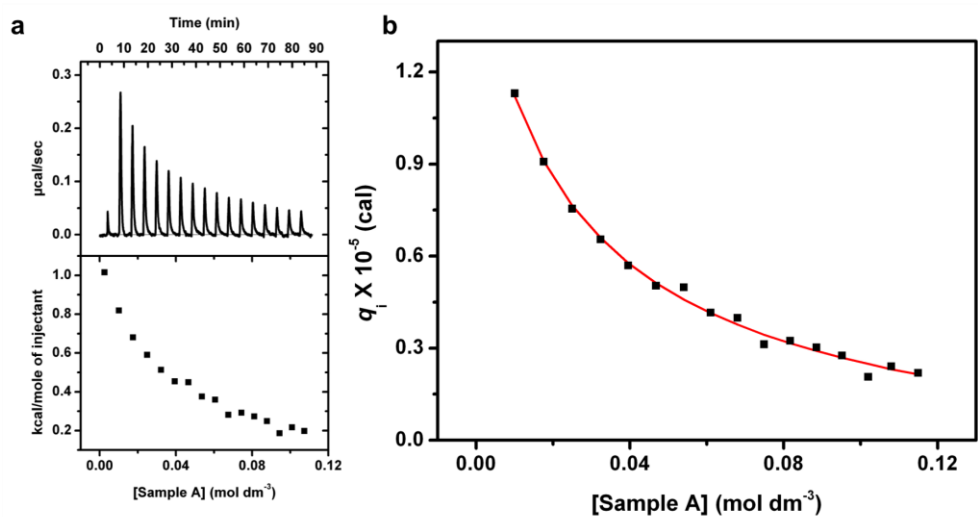 a
Time (min)
0 10 20 30 40 50 60 70 80 90
0.3
0.2
0.1
0.0
µcal/sec
1.0
0.8
0.6
0.4
0.2
kcal/mole of injectant
0.00 0.04 0.08 0.12
[Sample A] (mol dm⁻³)
b
1.2
0.9
0.6
0.3
0.0
qᵢ X 10⁻⁵ (cal)
0.00 0.04 0.08 0.12
[Sample A] (mol dm⁻³)